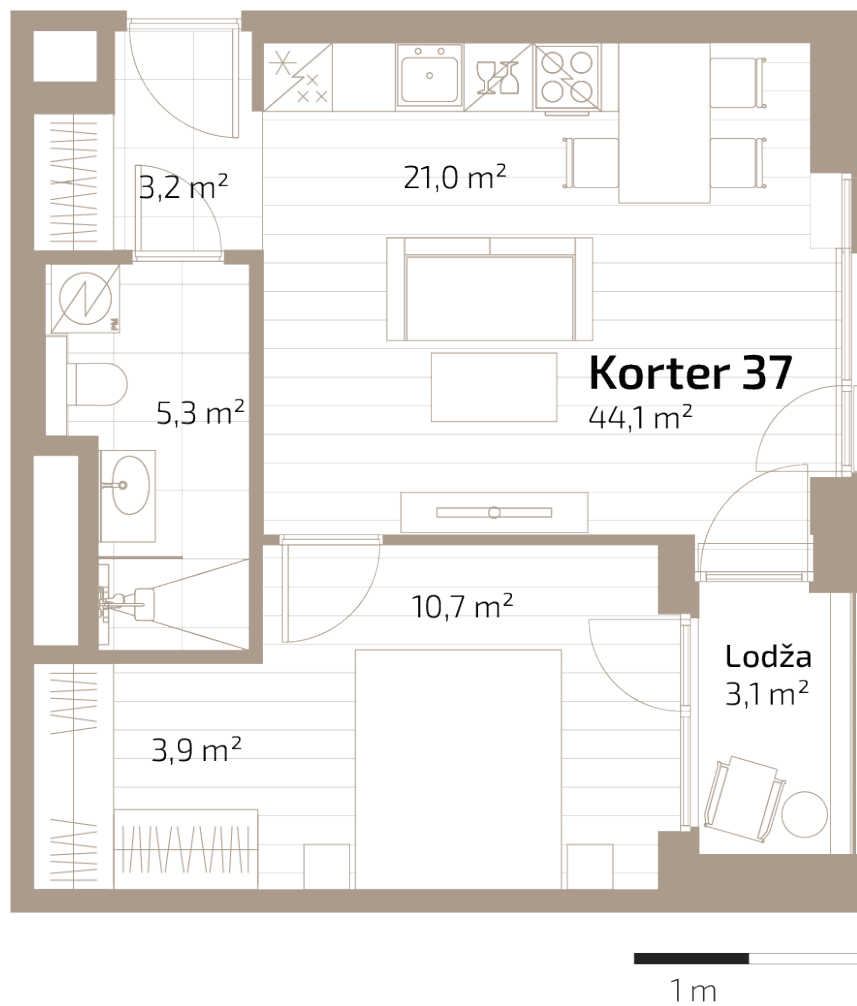 3,2 m²
21,0 m²
PM
Korter 37
44,1 m²
5,3 m²
10,7 m²
Lodža
3,1 m²
3,9 m²
1 m